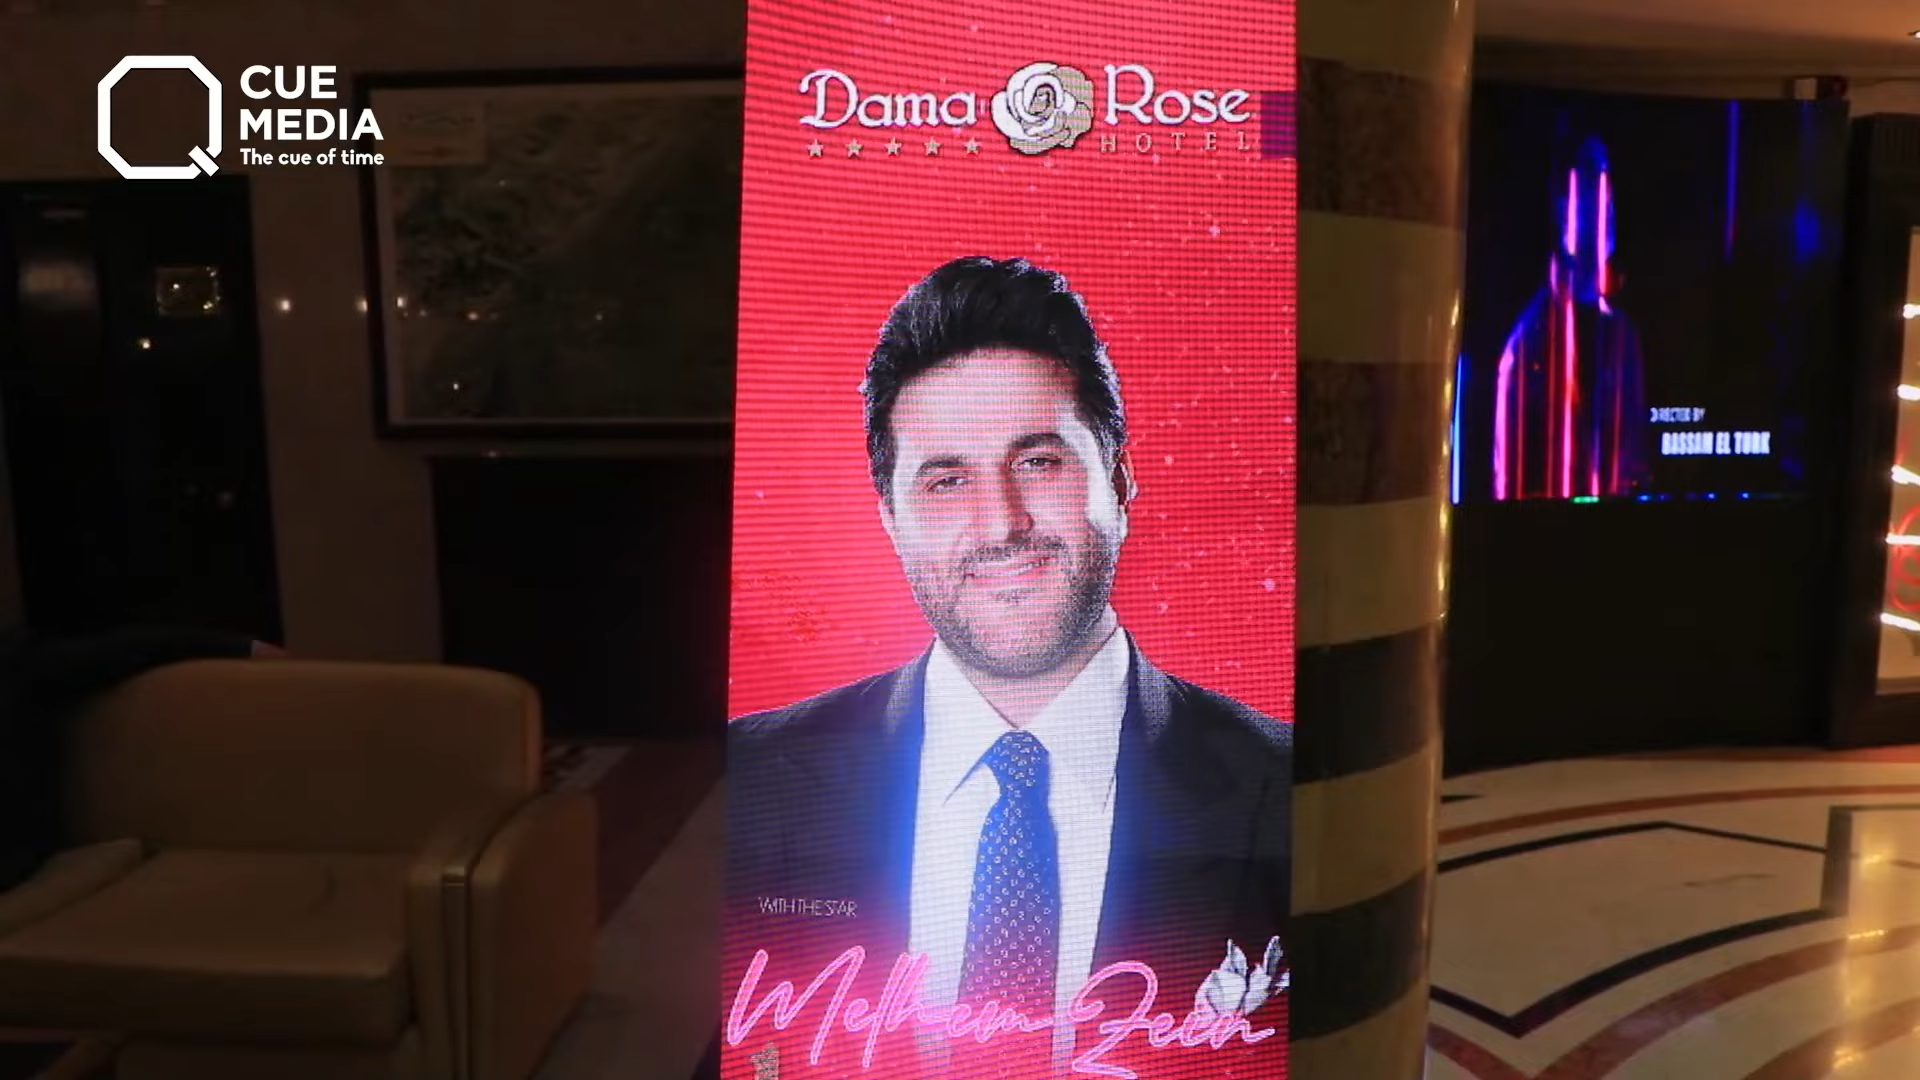 CUE
MEDIA
The cue of time
Dama Rose
HOTEL
DIRECTED BY
BASSAM EL TURK
WITH THE STAR
Melhem Zein